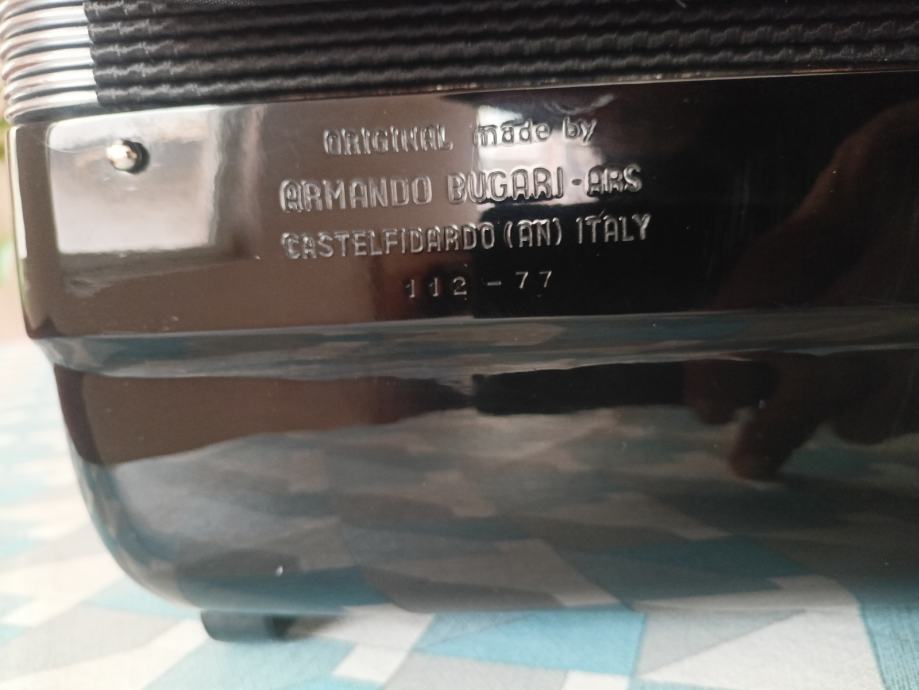 ORIGINAL made by
ARMANDO BUGARI-ARS
CASTELFIDARDO (AN) ITALY
112-77